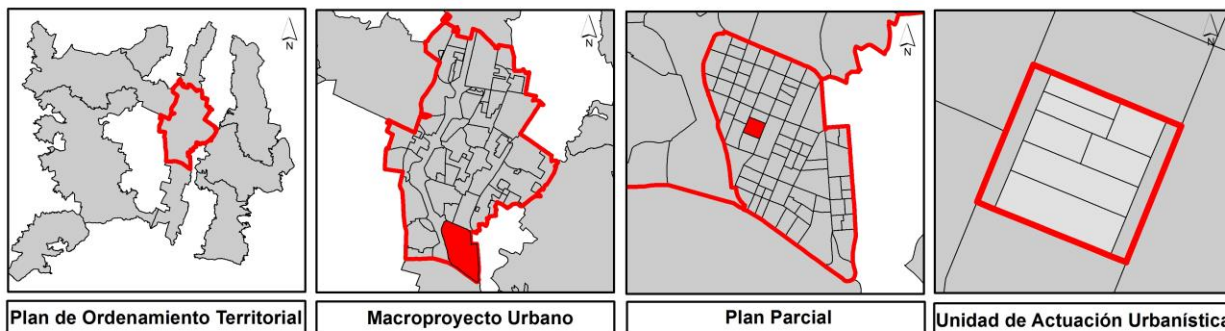 N
N
N
N
Plan de Ordenamiento Territorial
Macroproyecto Urbano
Plan Parcial
Unidad de Actuación Urbanística